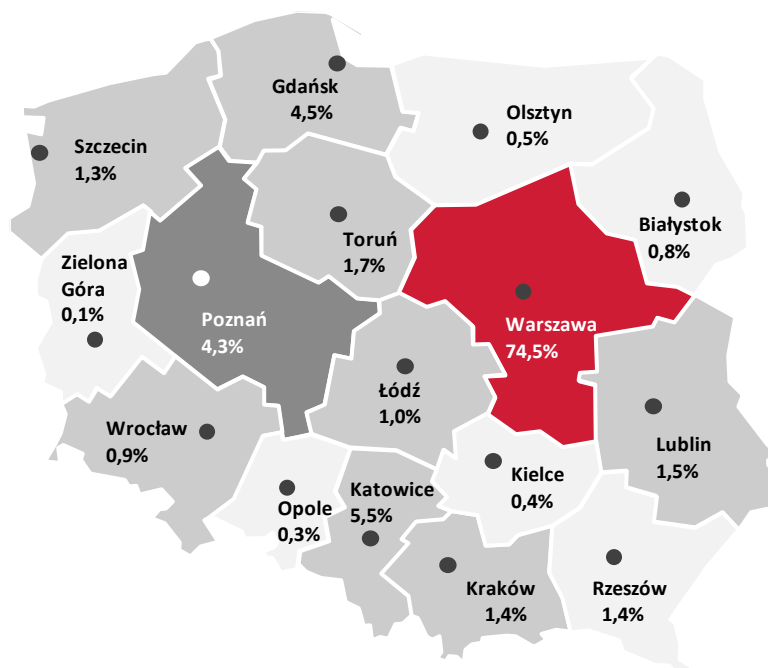 Gdańsk
4,5%
Olsztyn
0,5%
Szczecin
1,3%
Białystok
0,8%
Toruń
1,7%
Zielona
Góra
0,1%
Poznań
4,3%
Warszawa
74,5%
Łódź
1,0%
Wrocław
0,9%
Lublin
1,5%
Kielce
0,4%
Katowice
5,5%
Opole
0,3%
Kraków
1,4%
Rzeszów
1,4%